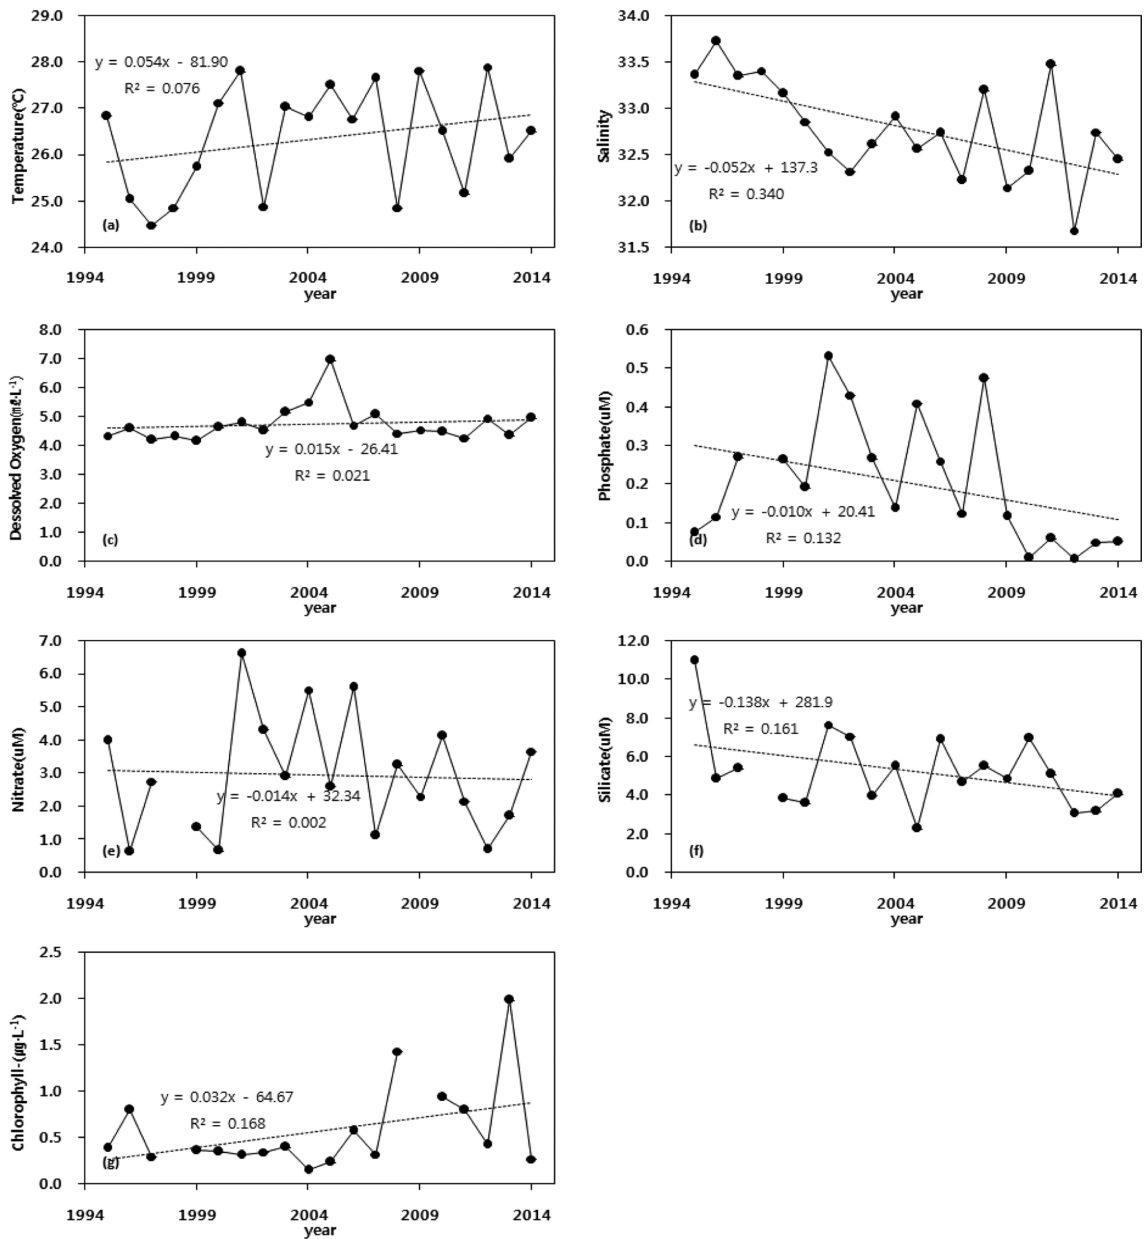 29.0
28.0
27.0
26.0
25.0
24.0
Temperature(℃)
y = 0.054x - 81.90
R² = 0.076
(a)
1994 1999 2004 2009 2014
year
34.0
33.5
33.0
32.5
32.0
31.5
Salinity
y = -0.052x + 137.3
R² = 0.340
(b)
1994 1999 2004 2009 2014
year
8.0
7.0
6.0
5.0
4.0
3.0
2.0
1.0
0.0
Dessolved Oxygen(㎖·L⁻¹)
y = 0.015x - 26.41
R² = 0.021
(c)
1994 1999 2004 2009 2014
year
0.6
0.5
0.4
0.3
0.2
0.1
0.0
Phosphate(uM)
y = -0.010x + 20.41
R² = 0.132
(d)
1994 1999 2004 2009 2014
year
7.0
6.0
5.0
4.0
3.0
2.0
1.0
0.0
Nitrate(uM)
y = -0.014x + 32.34
R² = 0.002
(e)
1994 1999 2004 2009 2014
year
12.0
10.0
8.0
6.0
4.0
2.0
0.0
Silicate(uM)
y = -0.138x + 281.9
R² = 0.161
(f)
1994 1999 2004 2009 2014
year
2.5
2.0
1.5
1.0
0.5
0.0
Chlorophyll-(μg·L⁻¹)
y = 0.032x - 64.67
R² = 0.168
(g)
1994 1999 2004 2009 2014
year